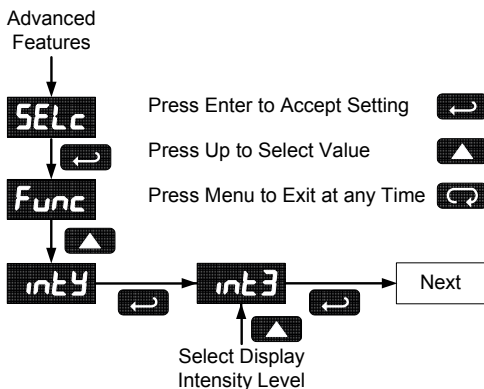 Advanced
Features
SELc
Press Enter to Accept Setting
Press Up to Select Value
Func
Press Menu to Exit at any Time
intY
int3
Next
Select Display
Intensity Level